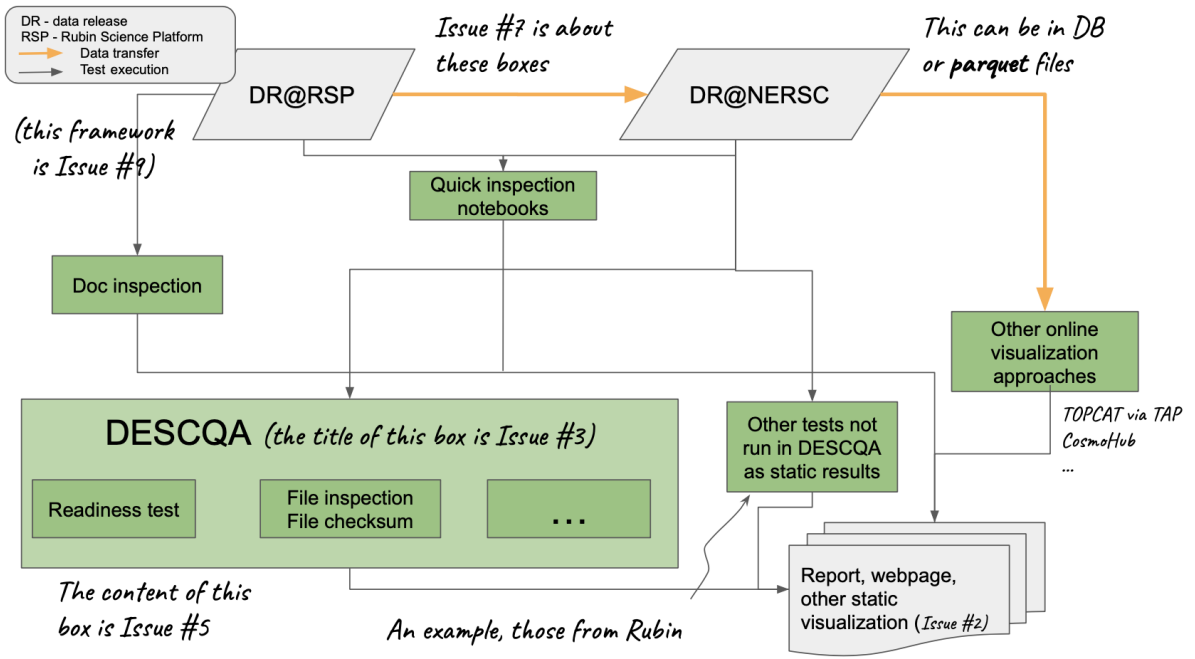 DR - data release
RSP - Rubin Science Platform
Data transfer
Test execution
Issue #7 is about
these boxes
This can be in DB
or parquet files
DR@RSP
DR@NERSC
(this framework
is Issue #9)
Quick inspection
notebooks
Doc inspection
Other online
visualization
approaches
TOPCAT via TAP
CosmoHub
...
DESCQA (the title of this box is Issue #3)
Other tests not
run in DESCQA
as static results
Readiness test
File inspection
File checksum
...
The content of this
box is Issue #5
An example, those from Rubin
Report, webpage,
other static
visualization (Issue #2)